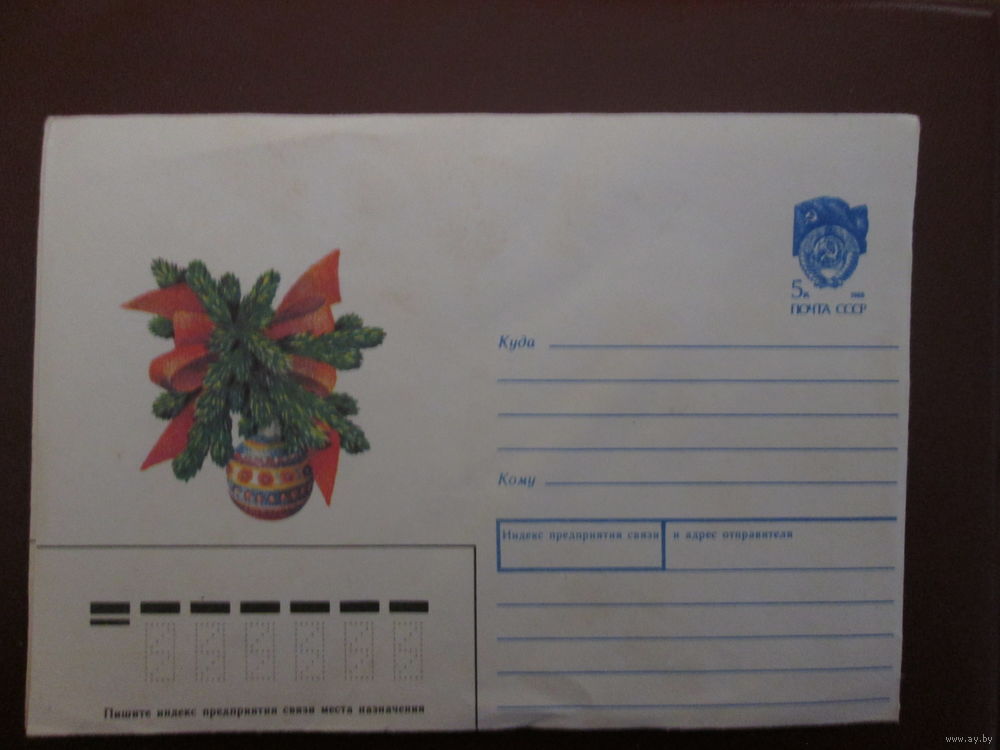 5к 1988
ПОЧТА СССР
Куда
Кому
Индекс предприятия связи и адрес отправителя
Пишите индекс предприятия связи места назначения
www.ay.by